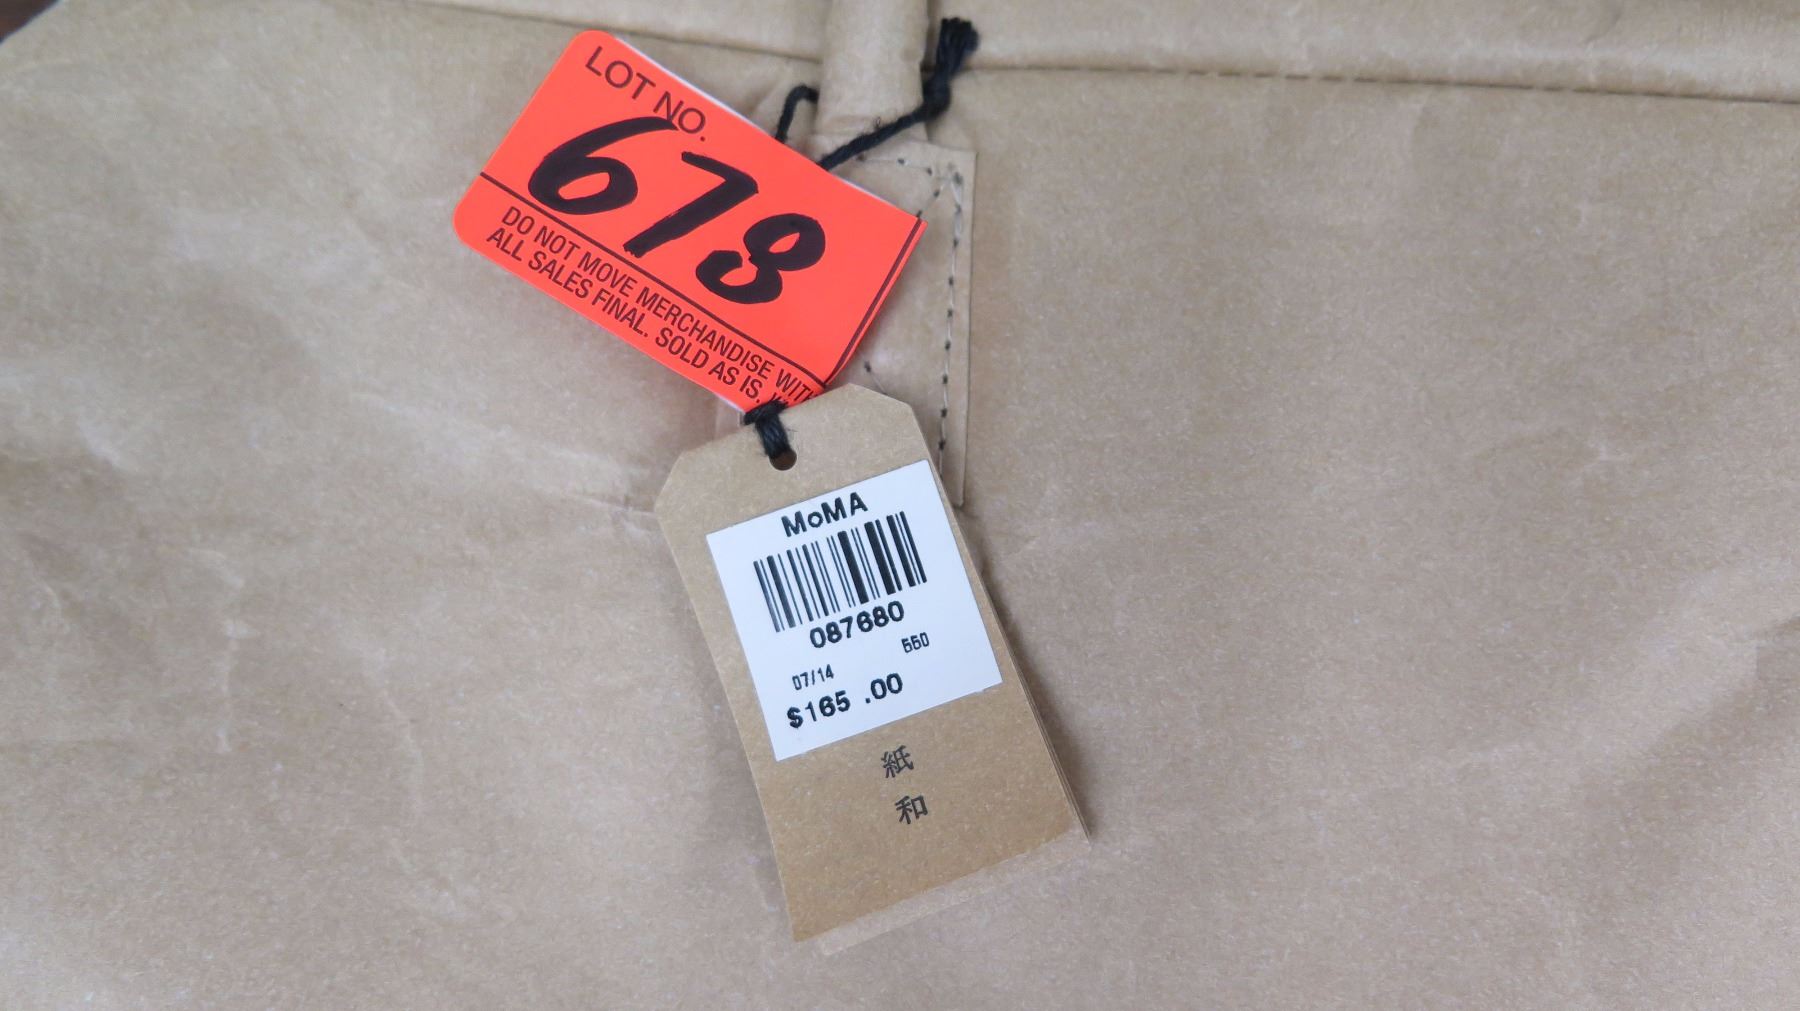 LOT NO.
678
DO NOT MOVE MERCHANDISE WITH
ALL SALES FINAL. SOLD AS IS.
MoMA
087680
550
07/14
$165 .00
紙
和